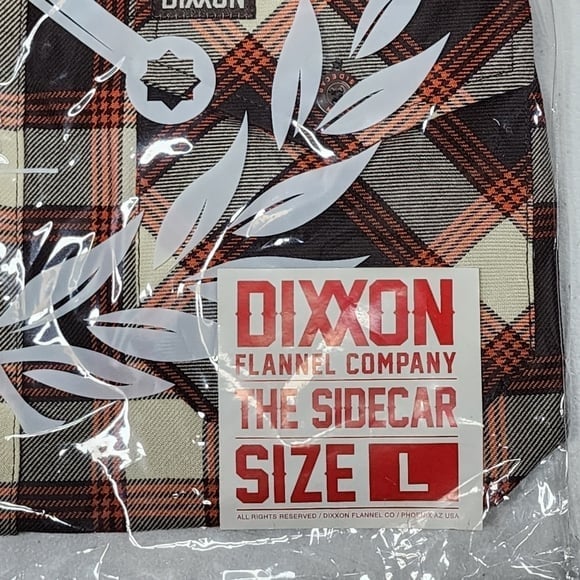 DIXXON
DIXXON
FLANNEL COMPANY
THE SIDECAR
SIZE L
ALL RIGHTS RESERVED / DIXXON FLANNEL CO / PHOENIX AZ USA